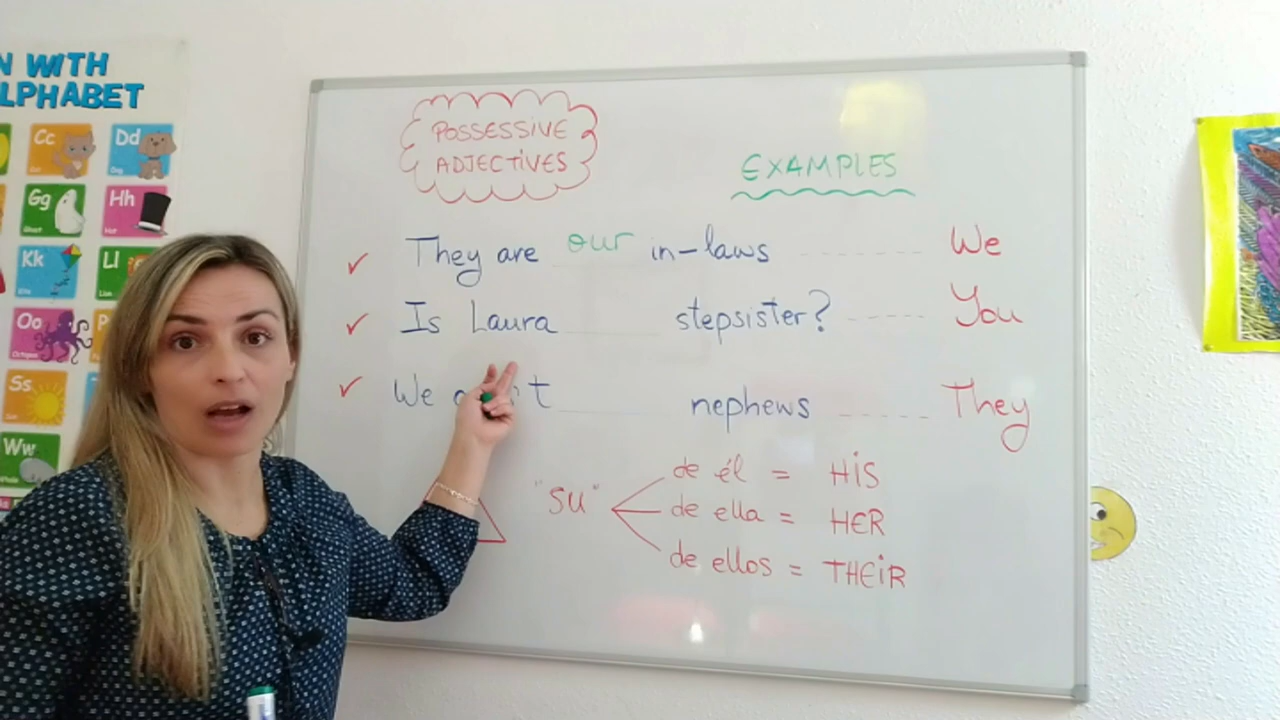 N WITH
LPHABET
Cc
Dd
Gg
Hh
Kk
Ll
Oo
Octopus
Ss
Ww
POSSESSIVE
ADJECTIVES
EXAMPLES
They are our in-laws We
Is Laura stepsister? You
We nephews They
"SU"
de él = HIS
de ella = HER
de ellos = THEIR